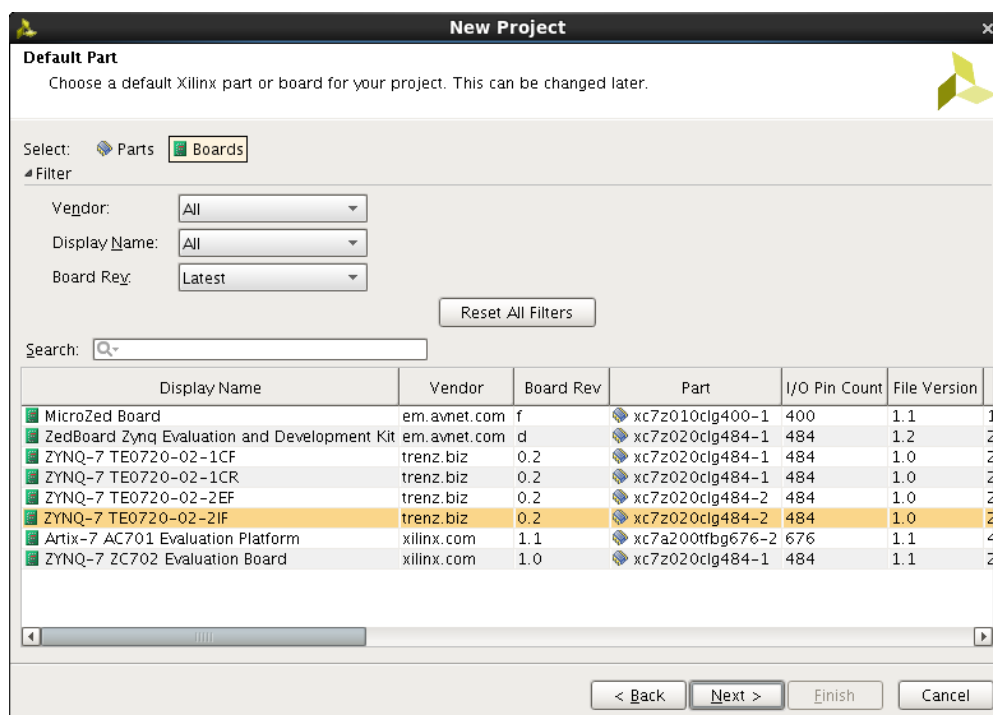 New Project
Default Part
Choose a default Xilinx part or board for your project. This can be changed later.
Select: Parts Boards
Filter
Vendor: All
Display Name: All
Board Rev: Latest
Reset All Filters
Search:
Display Name Vendor Board Rev Part I/O Pin Count File Version
MicroZed Board em.avnet.com f xc7z010clg400-1 400 1.1 1
ZedBoard Zynq Evaluation and Development Kit em.avnet.com d xc7z020clg484-1 484 1.2 2
ZYNQ-7 TE0720-02-1CF trenz.biz 0.2 xc7z020clg484-1 484 1.0 2
ZYNQ-7 TE0720-02-1CR trenz.biz 0.2 xc7z020clg484-1 484 1.0 2
ZYNQ-7 TE0720-02-2EF trenz.biz 0.2 xc7z020clg484-2 484 1.0 2
ZYNQ-7 TE0720-02-2IF trenz.biz 0.2 xc7z020clg484-2 484 1.0 2
Artix-7 AC701 Evaluation Platform xilinx.com 1.1 xc7a200tfbg676-2 676 1.1 4
ZYNQ-7 ZC702 Evaluation Board xilinx.com 1.0 xc7z020clg484-1 484 1.1 2
< Back Next > Finish Cancel